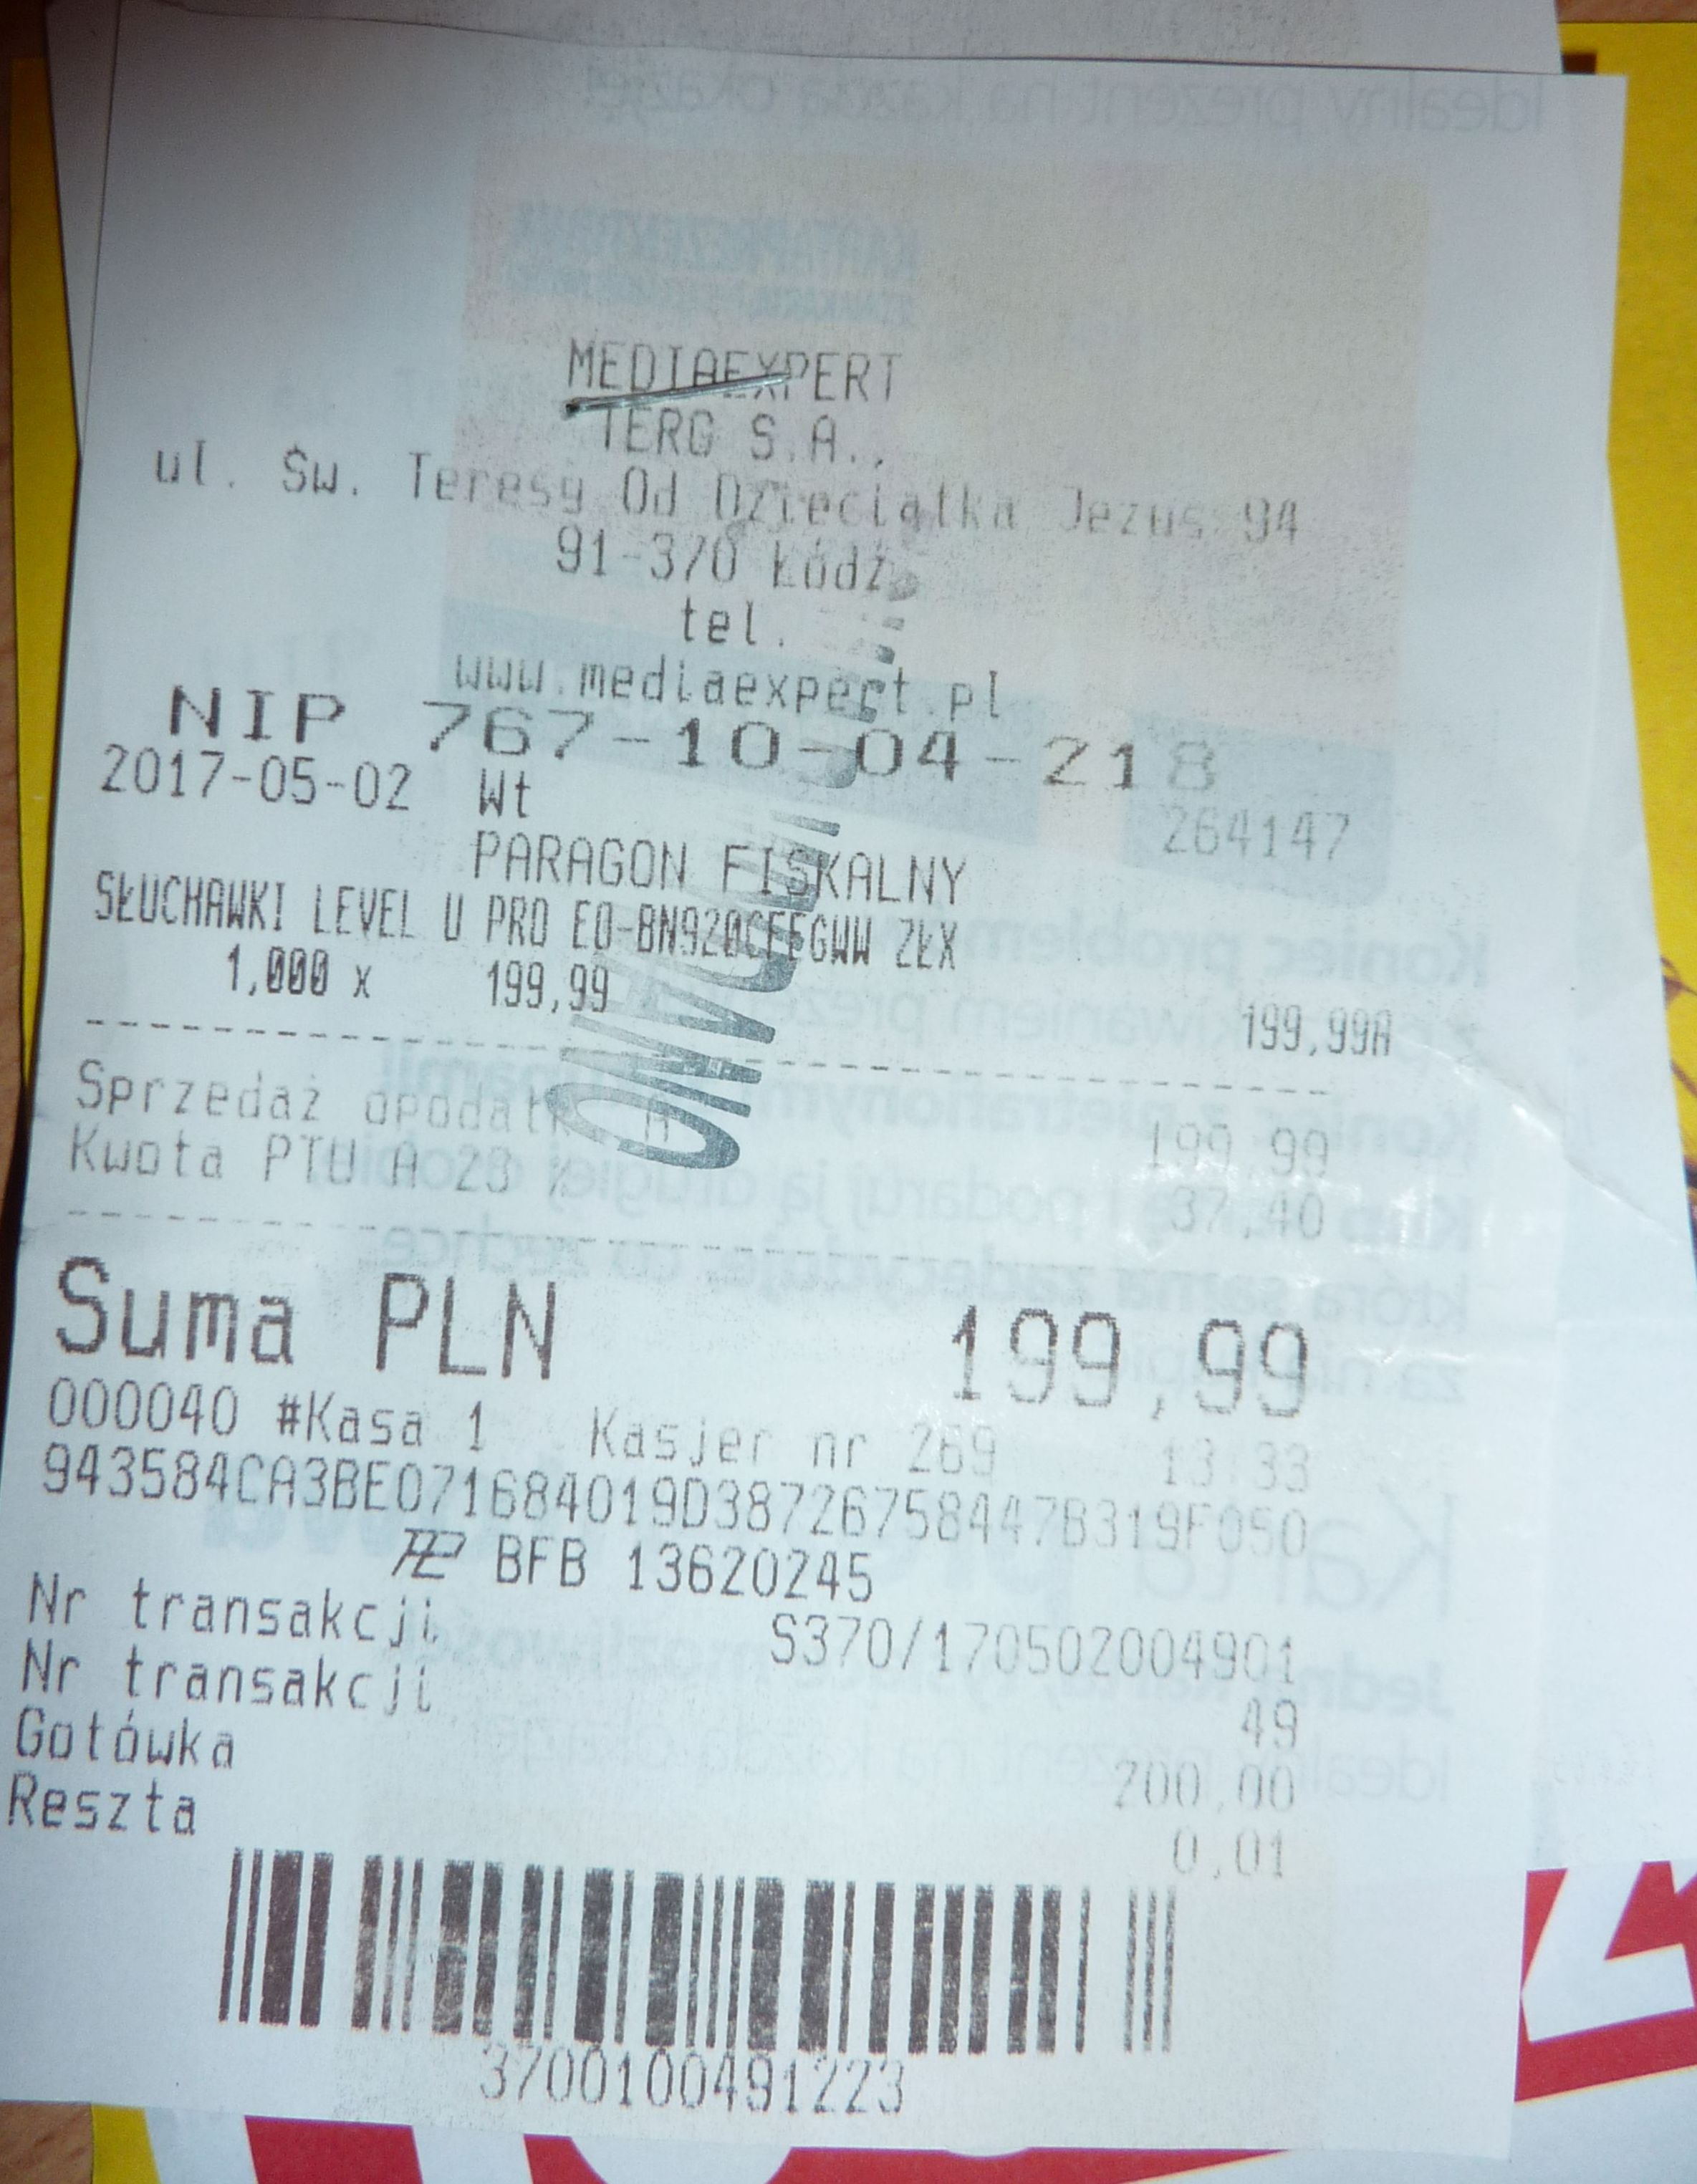 MEDIAEXPERT
TERG S.A.,
ul. Św. Teresy Od Dzieciątka Jezus 94
91-370 Łódź
tel.
www.mediaexpert.pl
NIP 767-10-04-218
2017-05-02 Wt 264147
PARAGON FISKALNY
SŁUCHAWKI LEVEL U PRO EO-BN920CFEGWW ZŁX
1,000 x 199,99 199,99A
Sprzedaż opodatk. A 199,99
Kwota PTU A 23 % 37,40
Suma PLN 199,99
000040 #Kasa 1 Kasjer nr 269 13:33
943584CA3BE071684019D38726758447B319F050
BFB 13620245
Nr transakcji S370/170502004901
Nr transakcji 49
Gotówka 200,00
Reszta 0,01
3700100491223